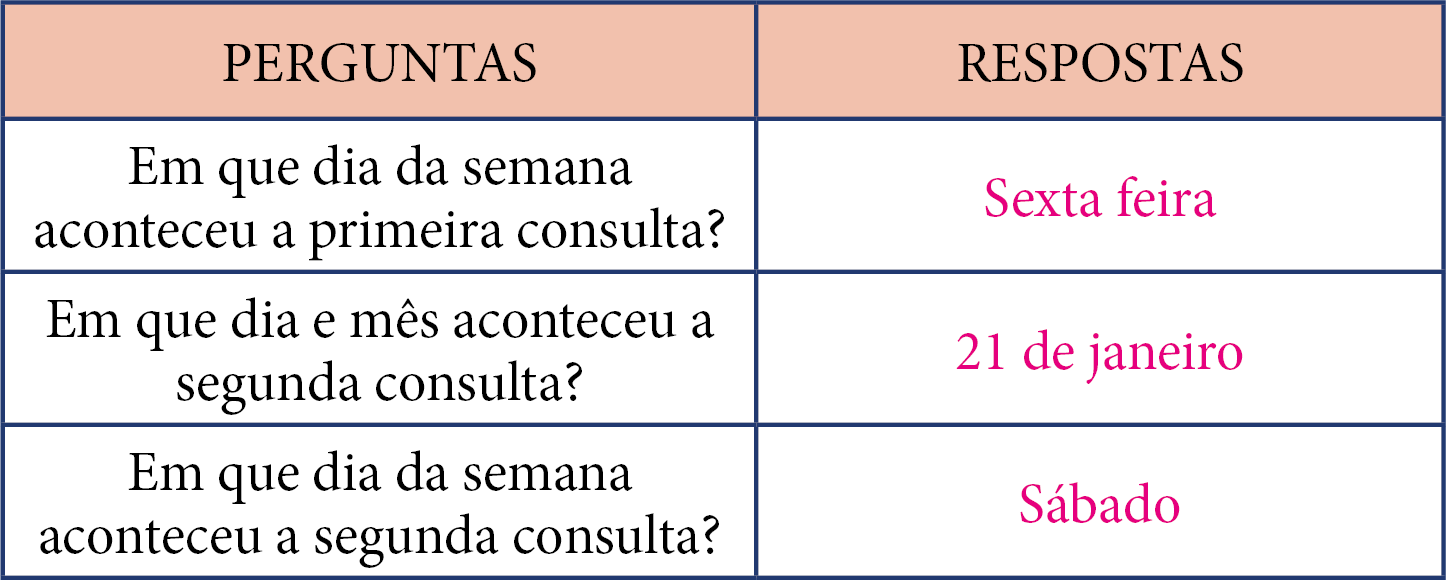 PERGUNTAS
RESPOSTAS
Em que dia da semana
aconteceu a primeira consulta?
Sexta feira
Em que dia e mês aconteceu a
segunda consulta?
21 de janeiro
Em que dia da semana
aconteceu a segunda consulta?
Sábado